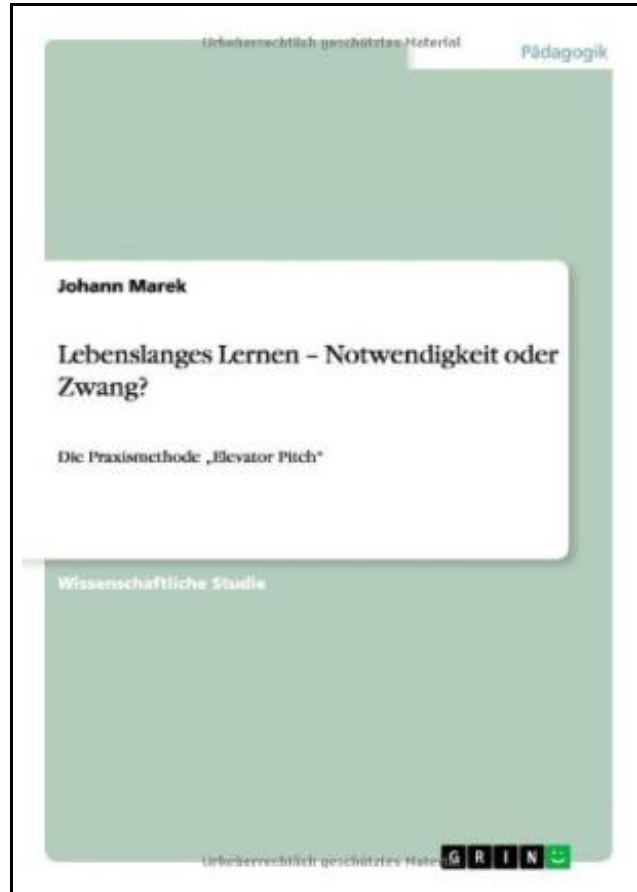 Urheberrechtlich geschütztes Material
Pädagogik
Johann Marek
Lebenslanges Lernen – Notwendigkeit oder
Zwang?
Die Praxismethode „Elevator Pitch“
Wissenschaftliche Studie
Urheberrechtlich geschütztes
GRIN